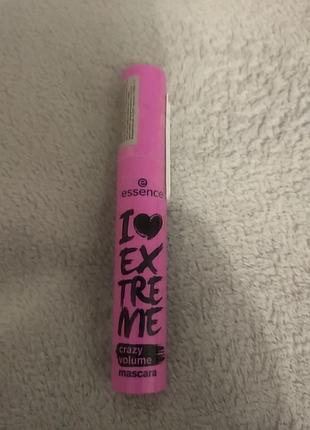 essence
I
EX
TRE
ME
crazy
volume
mascara